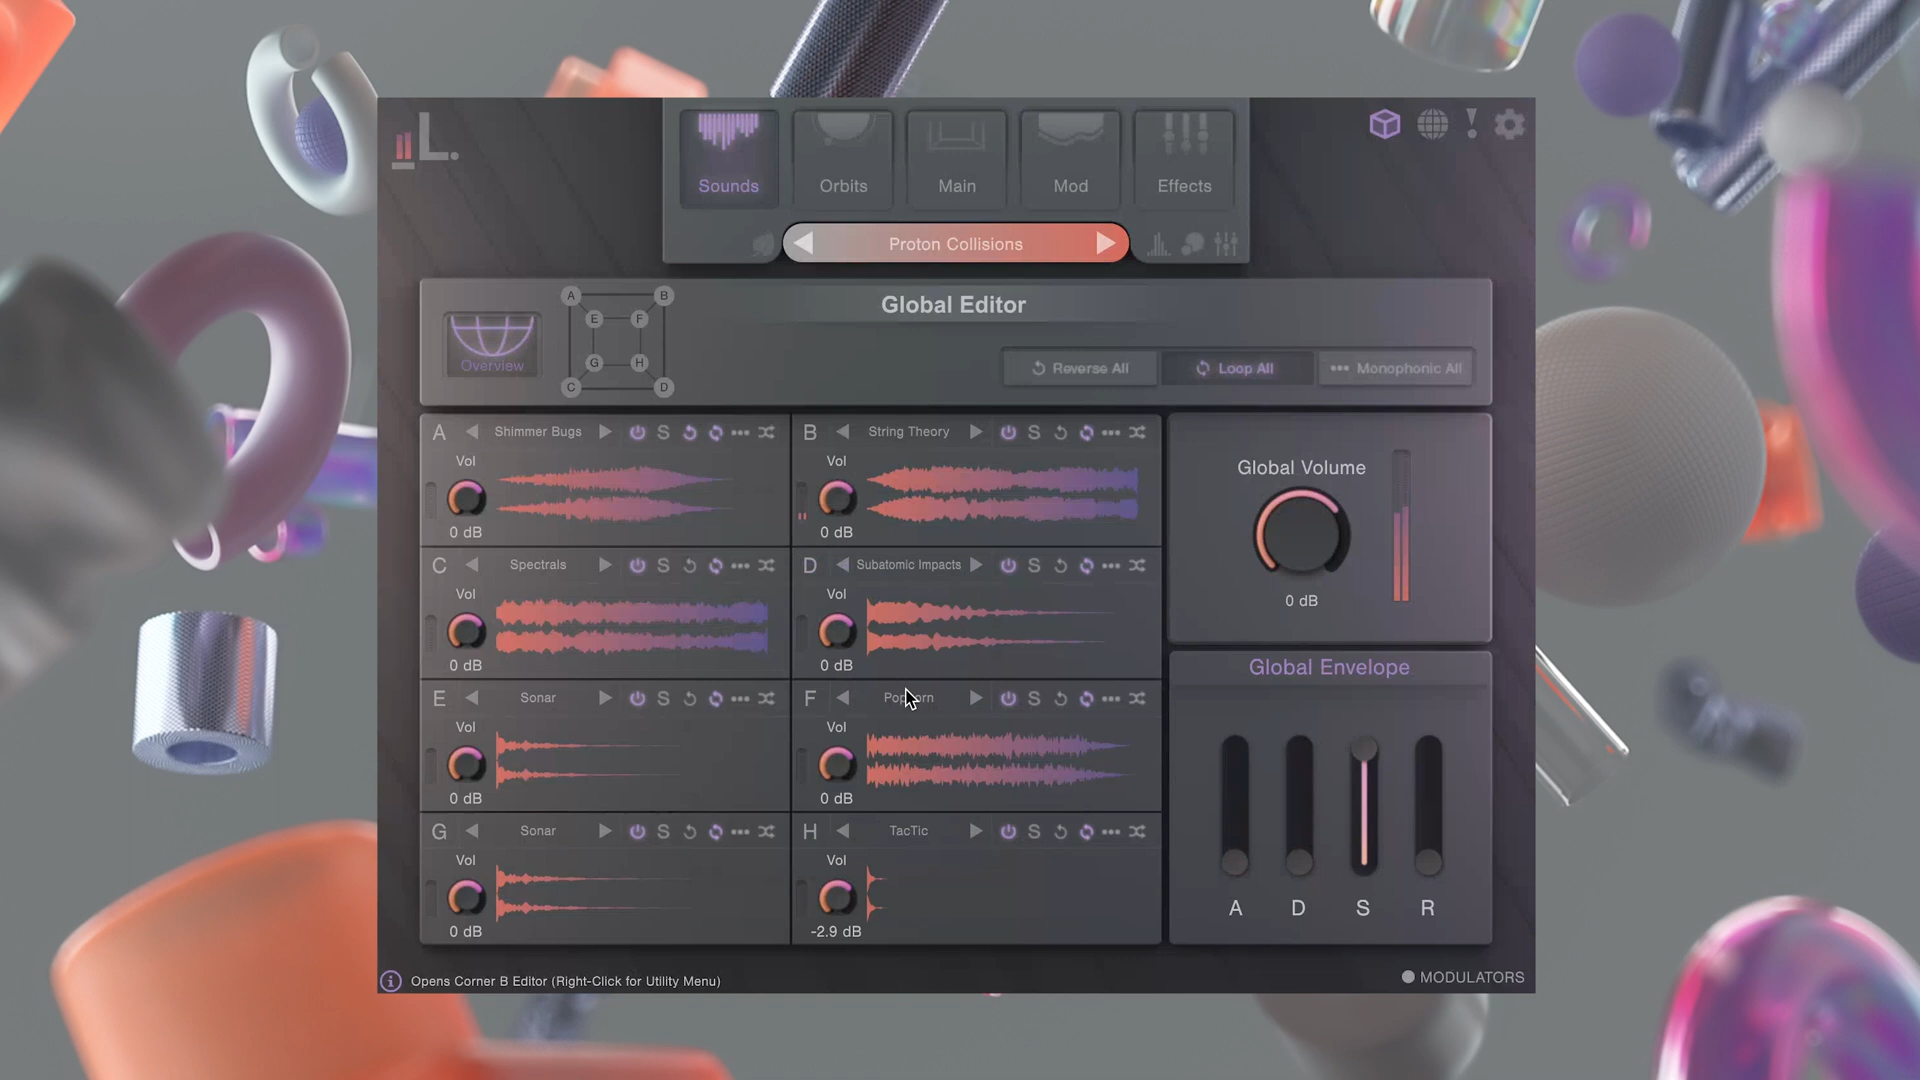 L.
Sounds
Orbits
Main
Mod
Effects
Proton Collisions
Global Editor
Overview
A B
E F
G H
C D
Reverse All
Loop All
Monophonic All
A Shimmer Bugs S
Vol
0 dB
B String Theory S
Vol
0 dB
C Spectrals S
Vol
0 dB
D Subatomic Impacts S
Vol
0 dB
E Sonar S
Vol
0 dB
F S
Vol
0 dB
G Sonar S
Vol
0 dB
H TacTic S
Vol
-2.9 dB
Global Volume
0 dB
Global Envelope
A D S R
Opens Corner B Editor (Right-Click for Utility Menu)
MODULATORS